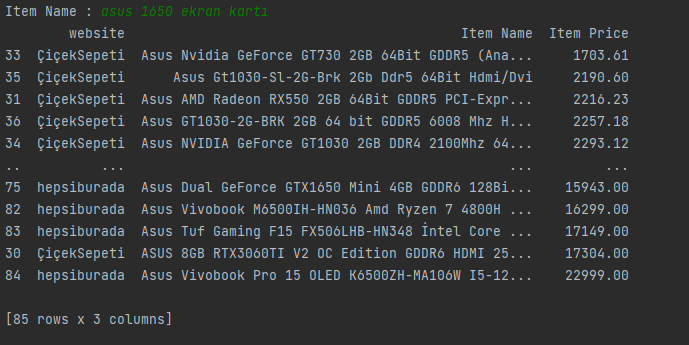 Item Name : asus 1650 ekran kartı
website Item Name Item Price
33 ÇiçekSepeti Asus Nvidia GeForce GT730 2GB 64Bit GDDR5 (Ana... 1703.61
35 ÇiçekSepeti Asus Gt1030-Sl-2G-Brk 2Gb Ddr5 64Bit Hdmi/Dvi 2190.60
31 ÇiçekSepeti Asus AMD Radeon RX550 2GB 64Bit GDDR5 PCI-Expr... 2216.23
36 ÇiçekSepeti Asus GT1030-2G-BRK 2GB 64 bit GDDR5 6008 Mhz H... 2257.18
34 ÇiçekSepeti Asus NVIDIA GeForce GT1030 2GB DDR4 2100Mhz 64... 2293.12
.. ... ... ...
75 hepsiburada Asus Dual GeForce GTX1650 Mini 4GB GDDR6 128Bi... 15943.00
82 hepsiburada Asus Vivobook M6500IH-HN036 Amd Ryzen 7 4800H ... 16299.00
83 hepsiburada Asus Tuf Gaming F15 FX506LHB-HN348 İntel Core ... 17149.00
30 ÇiçekSepeti ASUS 8GB RTX3060TI V2 OC Edition GDDR6 HDMI 25... 17304.00
84 hepsiburada Asus Vivobook Pro 15 OLED K6500ZH-MA106W I5-12... 22999.00
[85 rows x 3 columns]